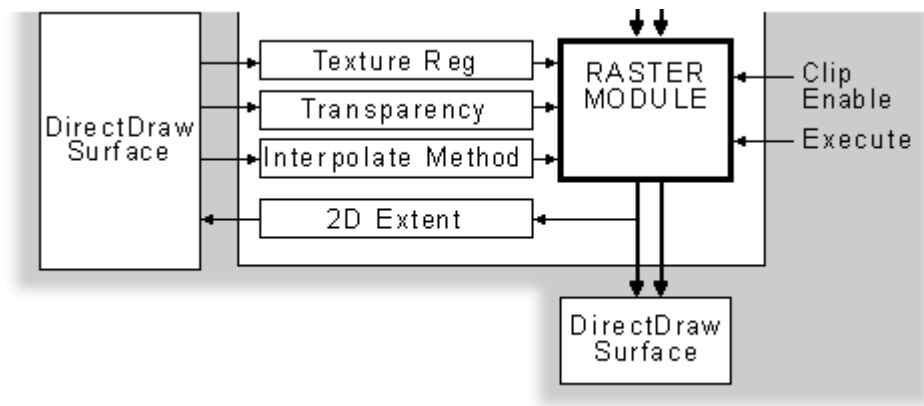 DirectDraw
Surface
Texture Reg
Transparency
Interpolate Method
2D Extent
RASTER
MODULE
Clip
Enable
Execute
DirectDraw
Surface